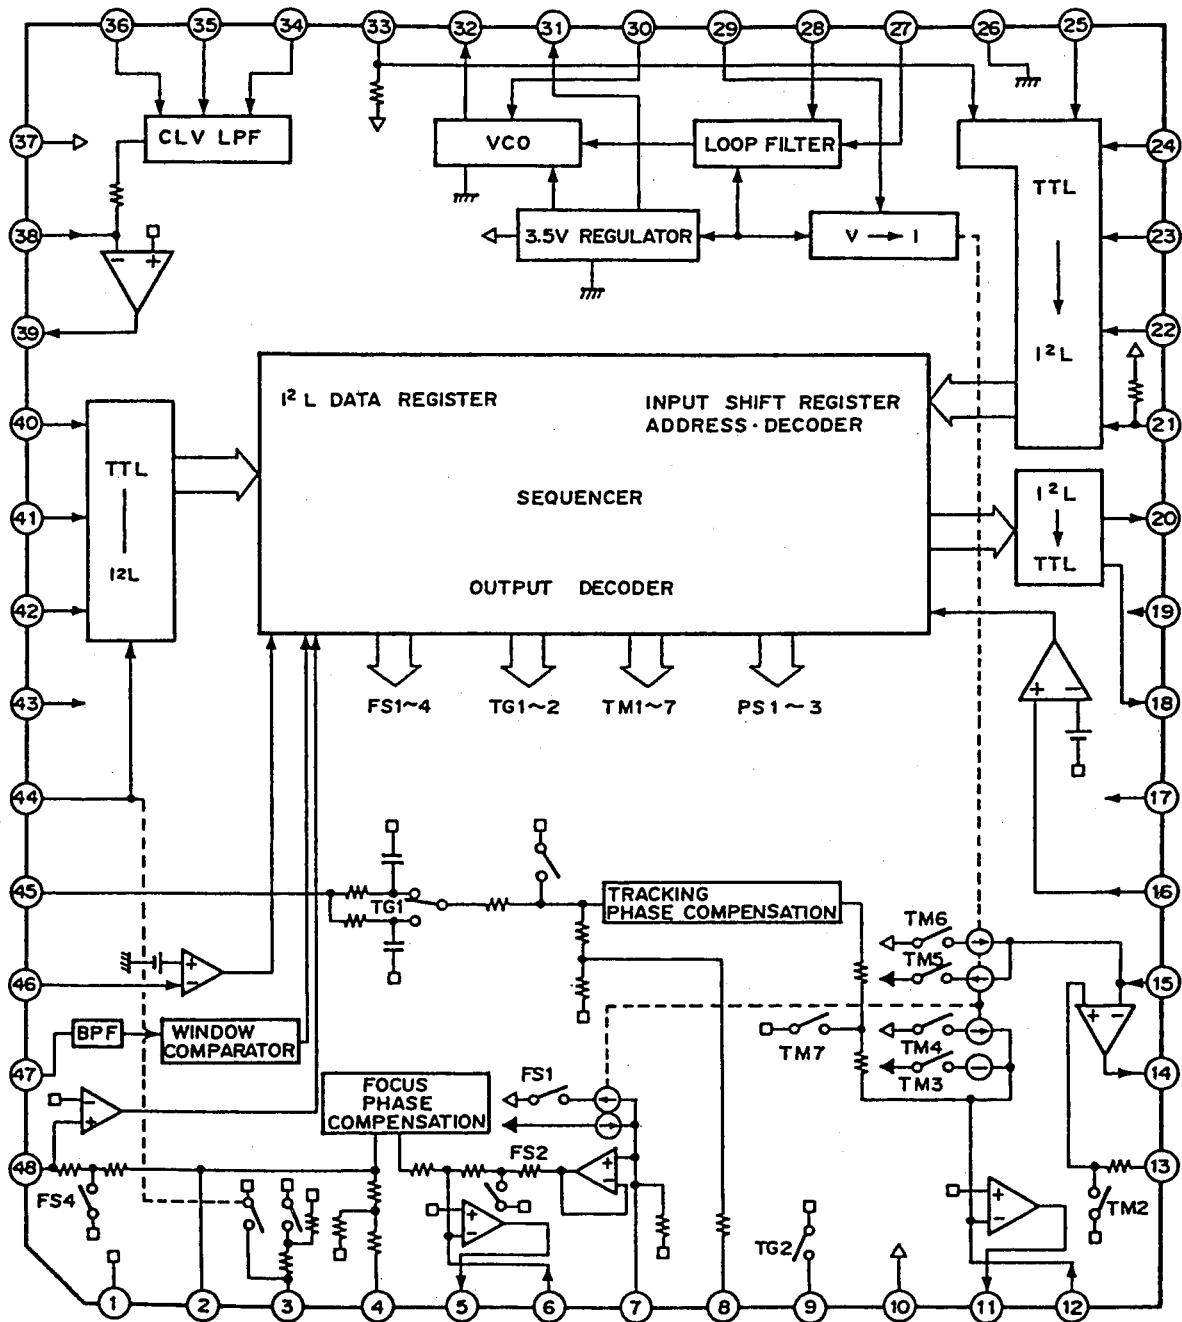 36 35 34 33 32 31 30 29 28 27 26 25
CLV LPF
VCO
LOOP FILTER
TTL
I²L
3.5V REGULATOR
V → I
37
38
39
24
23
22
21
I² L DATA REGISTER
INPUT SHIFT REGISTER
ADDRESS · DECODER
SEQUENCER
OUTPUT DECODER
40
41
42
43
44
TTL
I2L
I²L
TTL
20
19
18
17
16
FS1~4
TG1~2
TM1~7
PS1~3
45
46
47
48
TG1
TRACKING
PHASE COMPENSATION
TM6
TM5
TM4
TM3
TM7
15
14
13
+
-
BPF
WINDOW
COMPARATOR
FOCUS
PHASE
COMPENSATION
FS1
FS2
FS4
TG2
TM2
1 2 3 4 5 6 7 8 9 10 11 12